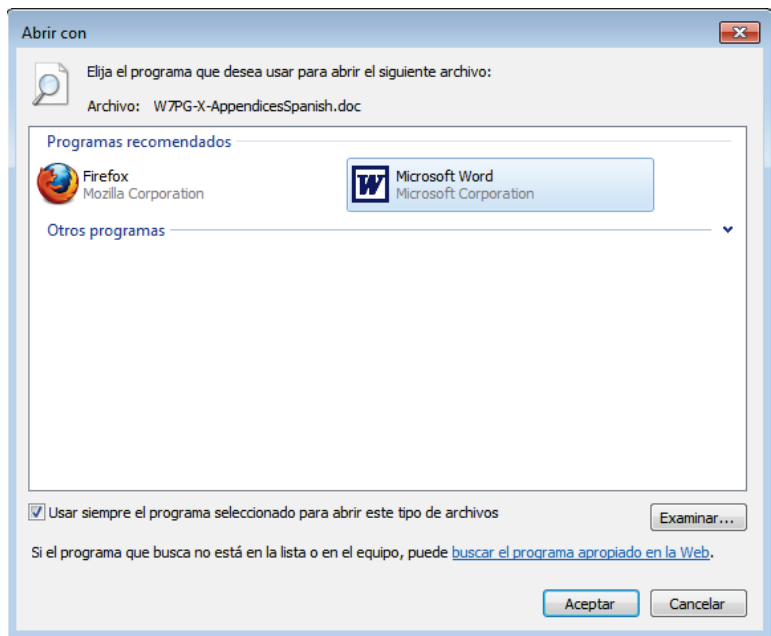 Abrir con
Elija el programa que desea usar para abrir el siguiente archivo:
Archivo: W7PG-X-AppendicesSpanish.doc
Programas recomendados
Firefox
Mozilla Corporation
Microsoft Word
Microsoft Corporation
Otros programas
Usar siempre el programa seleccionado para abrir este tipo de archivos
Examinar...
Si el programa que busca no está en la lista o en el equipo, puede buscar el programa apropiado en la Web.
Aceptar
Cancelar